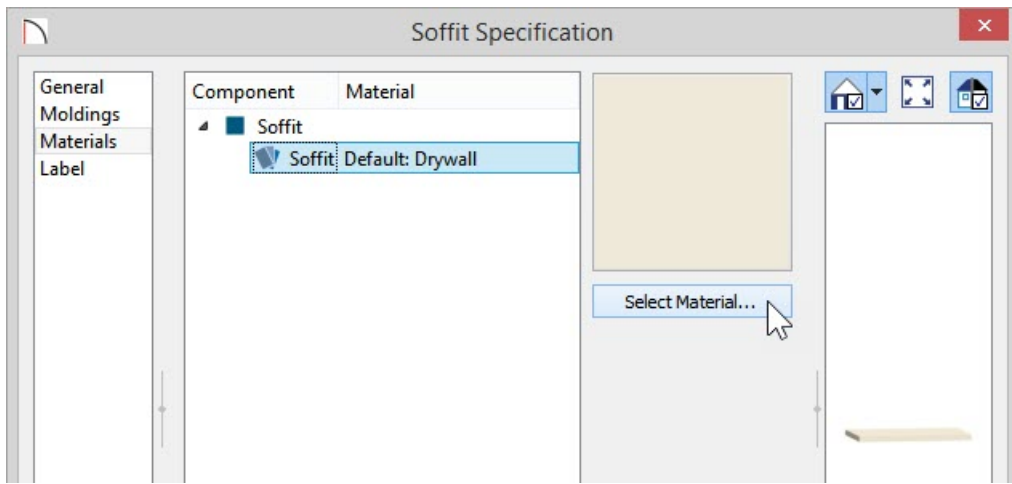 Soffit Specification
General
Moldings
Materials
Label
Component Material
Soffit
Soffit Default: Drywall
Select Material...